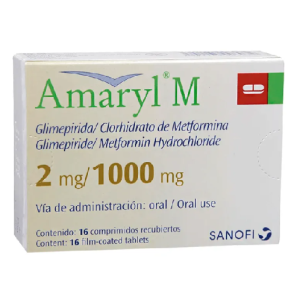 Amaryl® M
Glimepirida/ Clorhidrato de Metformina
Glimepiride/ Metformin Hydrochloride
2 mg/1000 mg
Vía de administración: oral / Oral use
Contenido: 16 comprimidos recubiertos
Content: 16 film-coated tablets
SANOFI